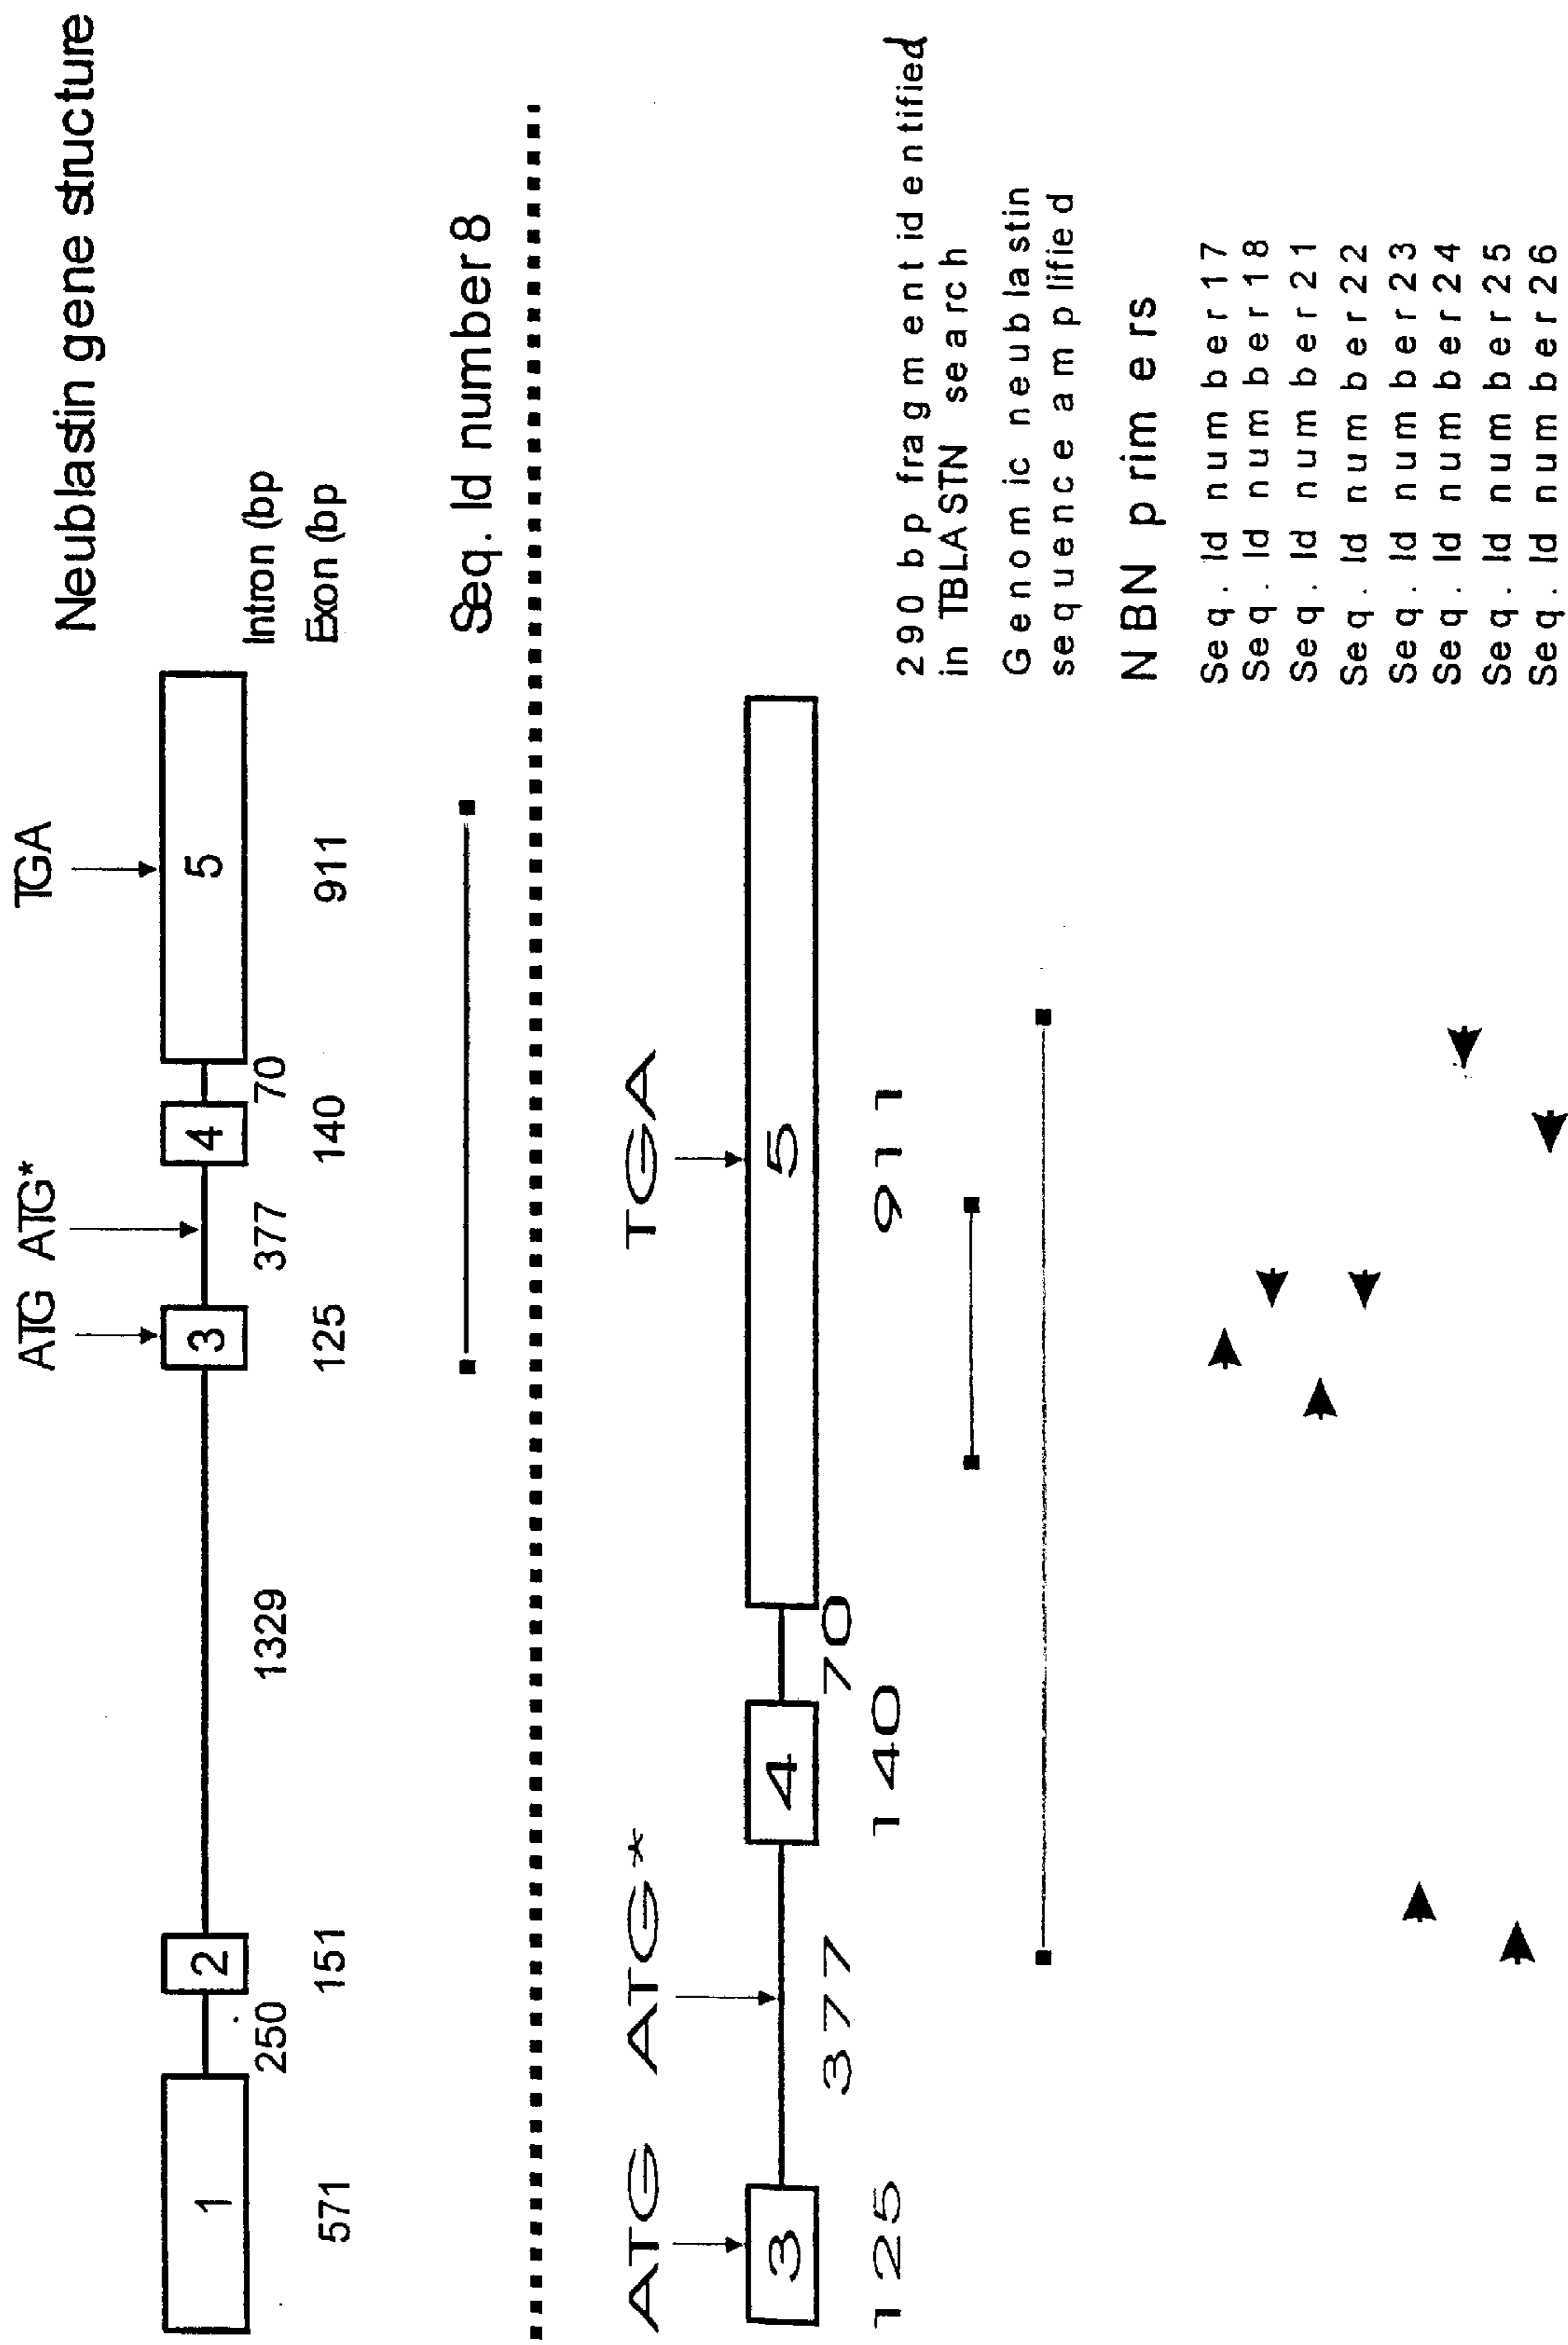 Neublastin gene structure
ATG ATG* TGA
1 2 3 4 5
250 1329 377 70 Intron (bp
571 151 125 140 911 Exon (bp
Seq. Id number 8
ATG ATG* TGA
3 4 5
377 70
125 140 911
290 bp fragment identified
in TBLASTN search
Genomic neublastin
sequence amplified
NBN primers
Seq. Id number 17
Seq. Id number 18
Seq. Id number 21
Seq. Id number 22
Seq. Id number 23
Seq. Id number 24
Seq. Id number 25
Seq. Id number 26